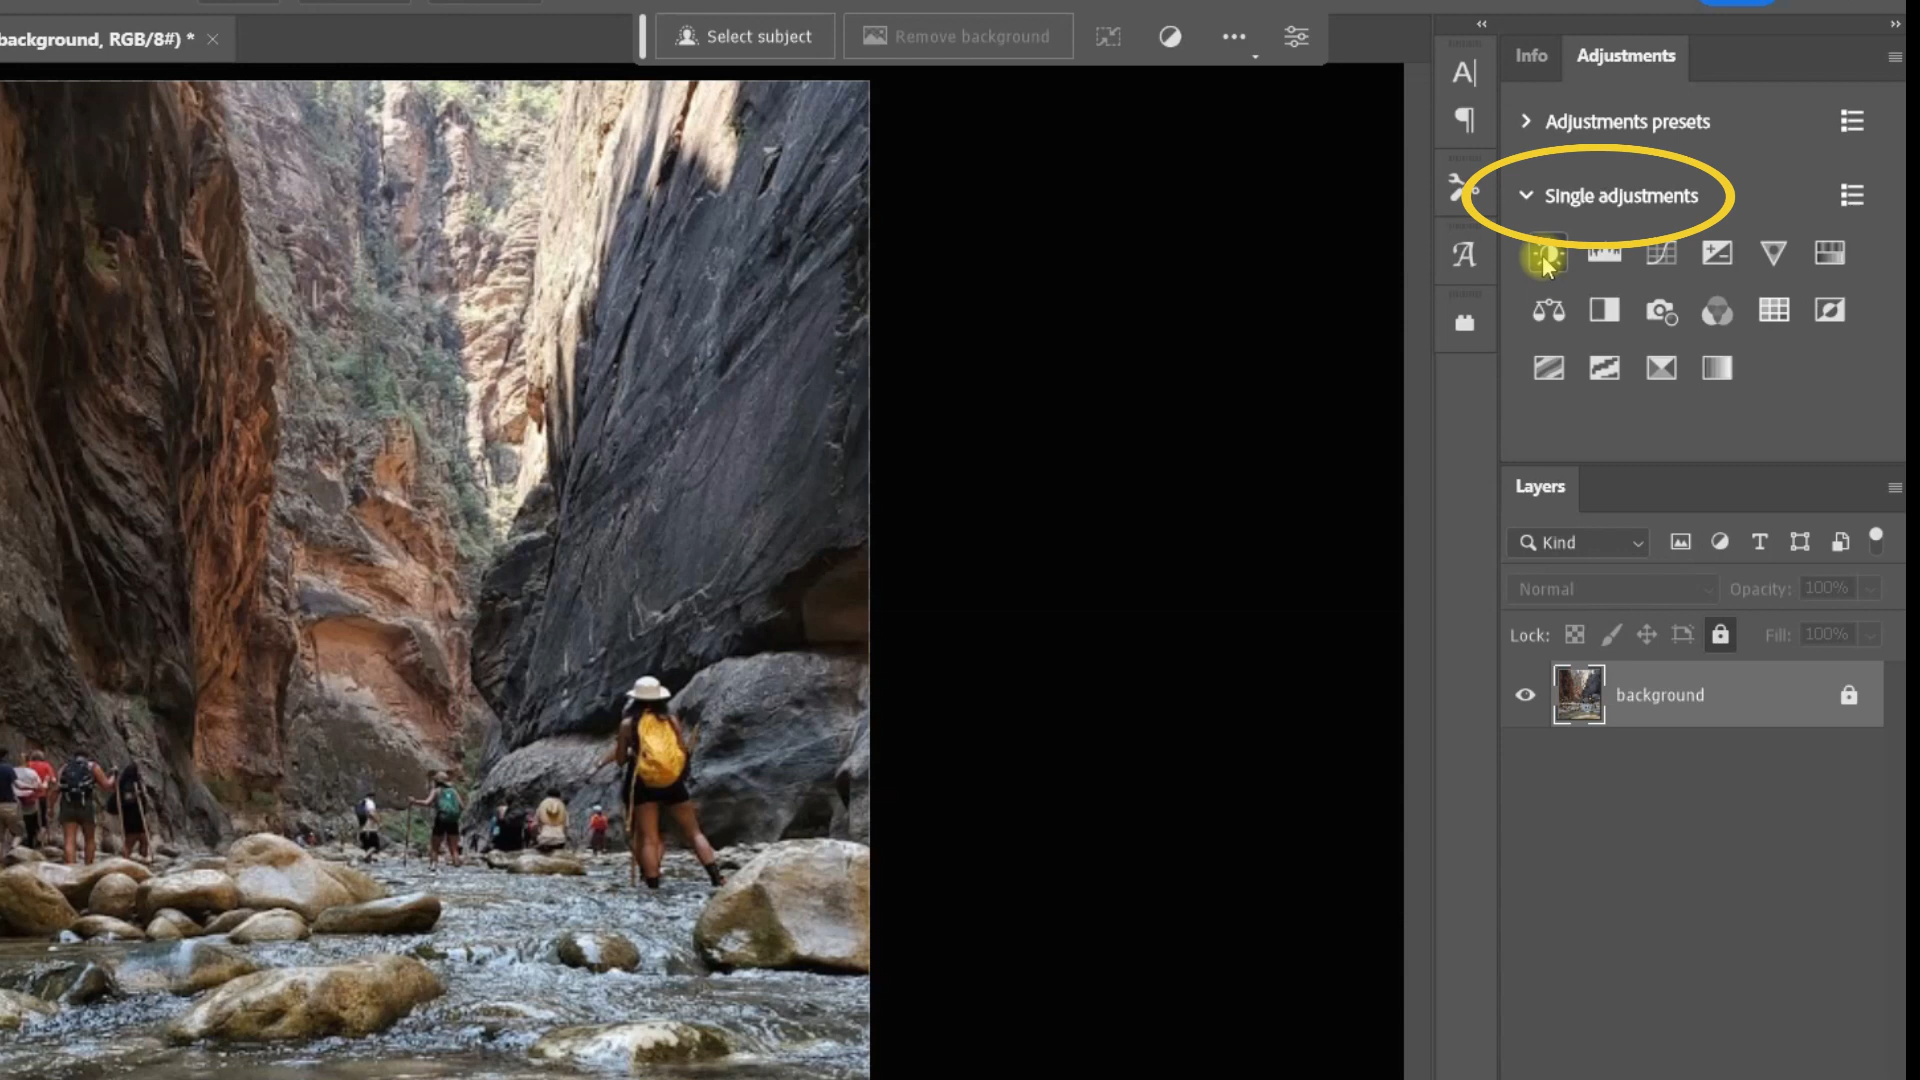 background, RGB/8#) *
Select subject
Remove background
Info
Adjustments
Adjustments presets
Single adjustments
Layers
Kind
Normal
Opacity: 100%
Lock:
Fill: 100%
background